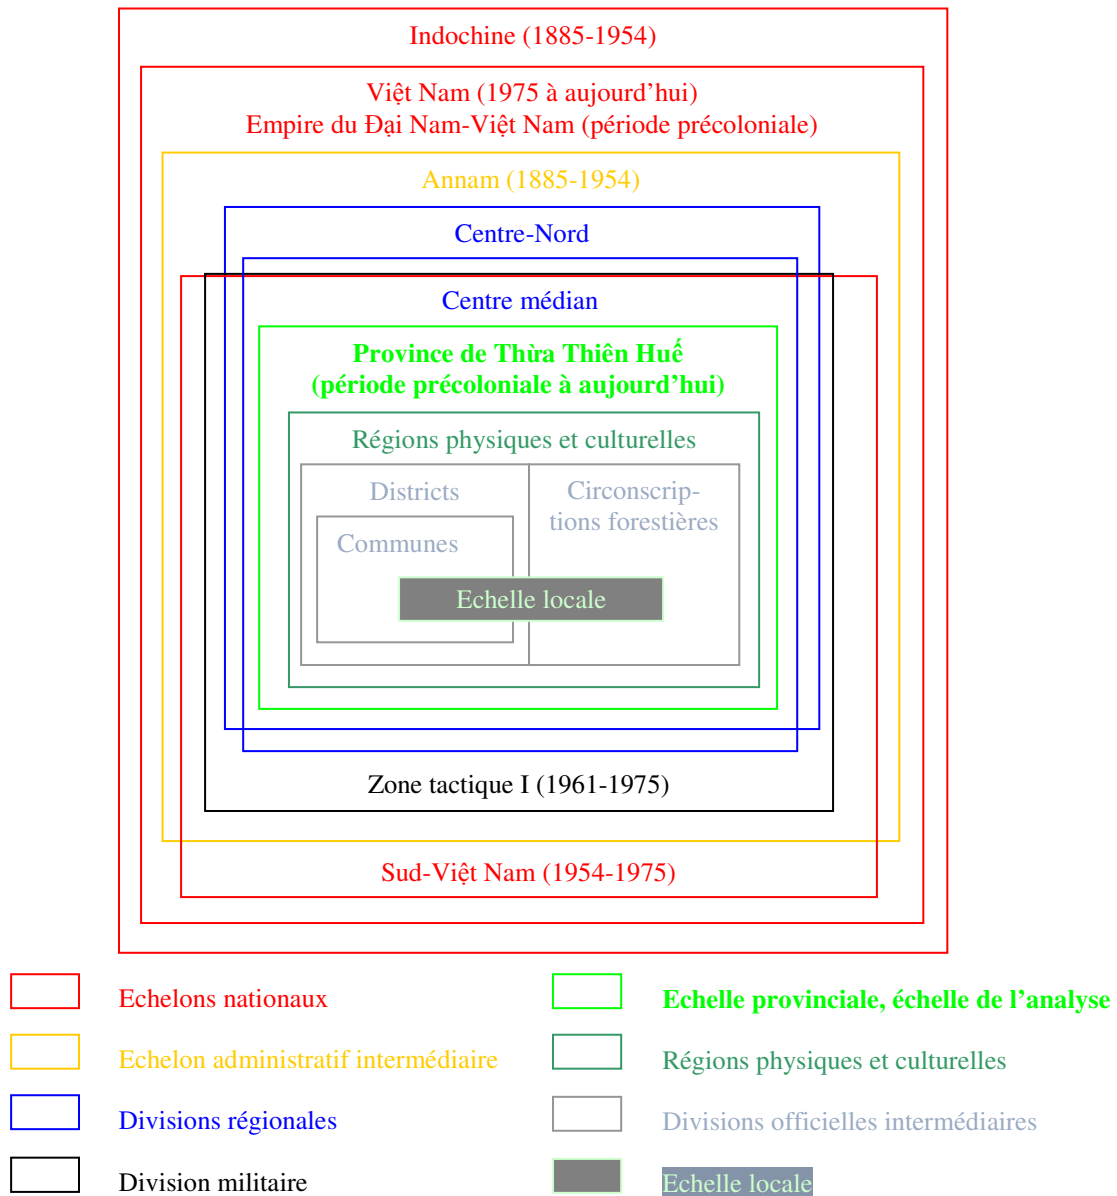 Indochine (1885-1954)
Việt Nam (1975 à aujourd’hui)
Empire du Đại Nam-Việt Nam (période précoloniale)
Annam (1885-1954)
Centre-Nord
Centre médian
Province de Thừa Thiên Huế
(période précoloniale à aujourd’hui)
Régions physiques et culturelles
Districts
Circonscrip-
tions forestières
Communes
Echelle locale
Zone tactique I (1961-1975)
Sud-Việt Nam (1954-1975)
Echelons nationaux
Echelle provinciale, échelle de l’analyse
Echelon administratif intermédiaire
Régions physiques et culturelles
Divisions régionales
Divisions officielles intermédiaires
Division militaire
Echelle locale